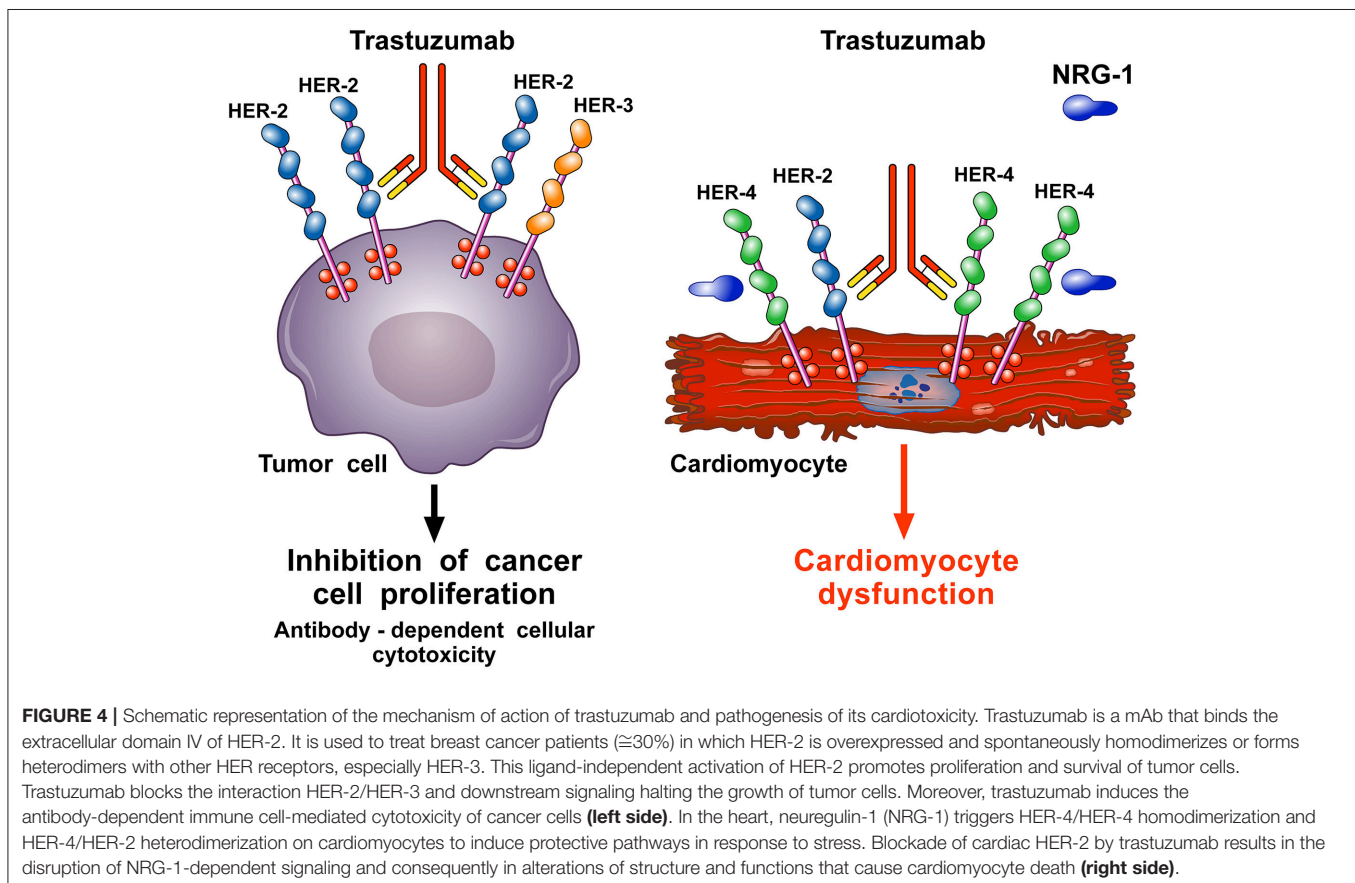 Trastuzumab
HER-2
HER-2
HER-2
HER-3
Tumor cell
Inhibition of cancer
cell proliferation
Antibody - dependent cellular
cytotoxicity
Trastuzumab
NRG-1
HER-4
HER-2
HER-4
HER-4
Cardiomyocyte
Cardiomyocyte
dysfunction
FIGURE 4 | Schematic representation of the mechanism of action of trastuzumab and pathogenesis of its cardiotoxicity. Trastuzumab is a mAb that binds the
extracellular domain IV of HER-2. It is used to treat breast cancer patients (≅30%) in which HER-2 is overexpressed and spontaneously homodimerizes or forms
heterodimers with other HER receptors, especially HER-3. This ligand-independent activation of HER-2 promotes proliferation and survival of tumor cells.
Trastuzumab blocks the interaction HER-2/HER-3 and downstream signaling halting the growth of tumor cells. Moreover, trastuzumab induces the
antibody-dependent immune cell-mediated cytotoxicity of cancer cells (left side). In the heart, neuregulin-1 (NRG-1) triggers HER-4/HER-4 homodimerization and
HER-4/HER-2 heterodimerization on cardiomyocytes to induce protective pathways in response to stress. Blockade of cardiac HER-2 by trastuzumab results in the
disruption of NRG-1-dependent signaling and consequently in alterations of structure and functions that cause cardiomyocyte death (right side).